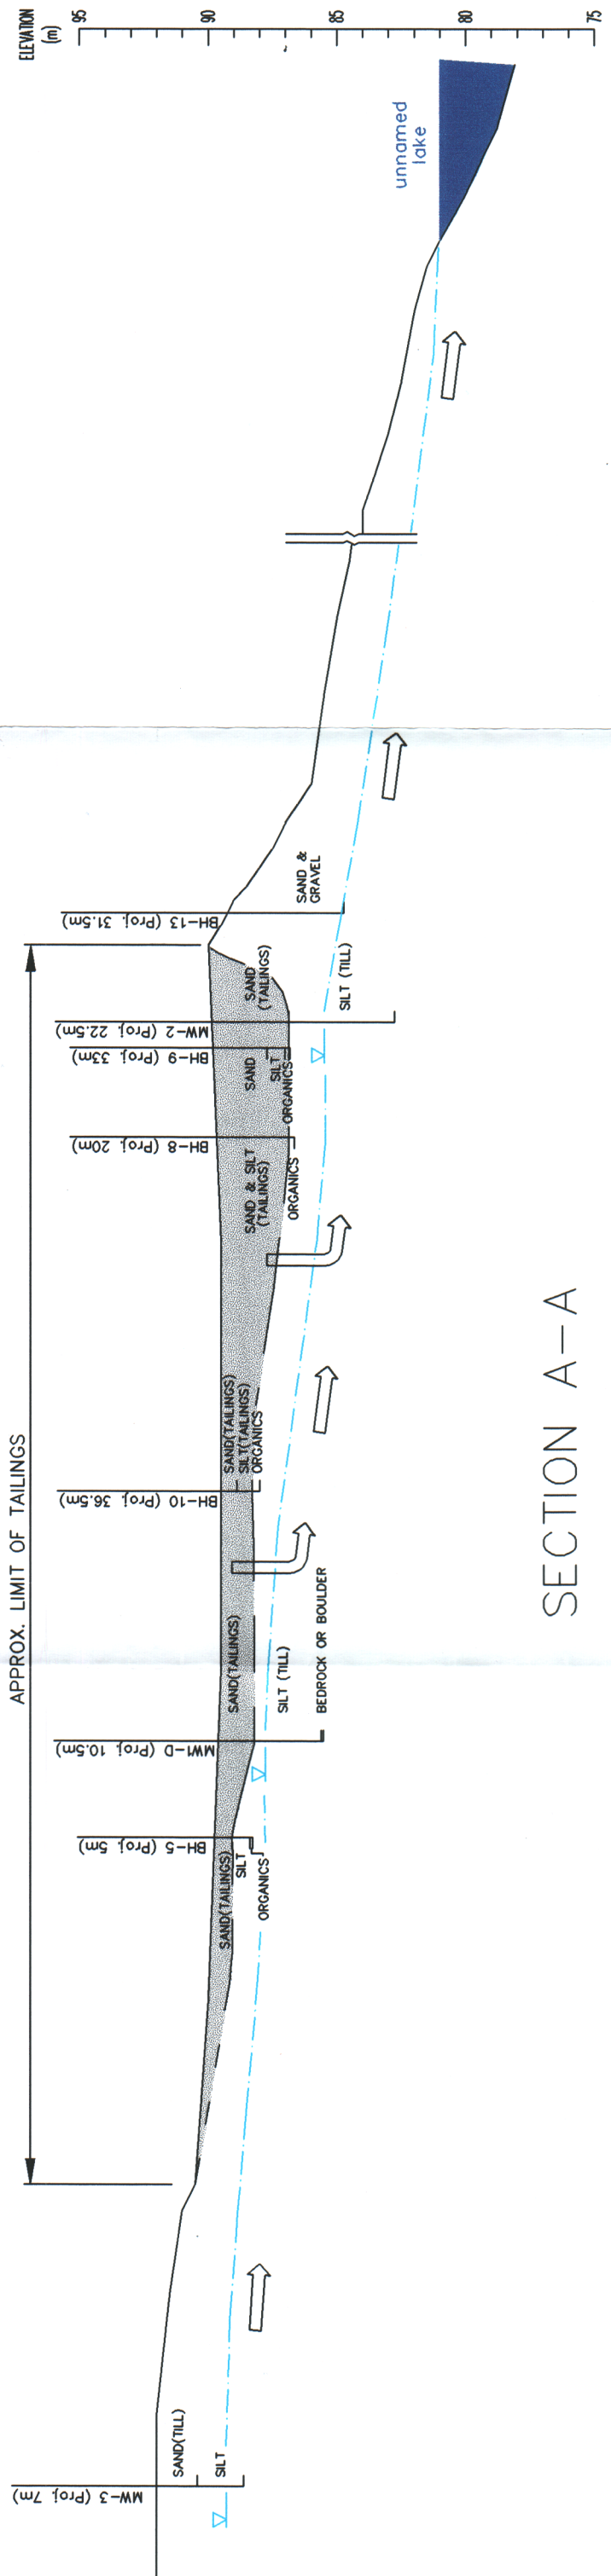 ELEVATION
(m)
95
90
85
80
75
unnamed
lake
APPROX. LIMIT OF TAILINGS
BH-13 (Proj. 31.5m)
SAND &
GRAVEL
MW-2 (Proj. 22.5m)
SAND
(TAILINGS)
SILT (TILL)
BH-9 (Proj. 33m)
SAND
SILT
ORGANICS
BH-8 (Proj. 20m)
SAND & SILT
(TAILINGS)
ORGANICS
BH-10 (Proj. 36.5m)
SAND(TAILINGS)
SILT(TAILINGS)
ORGANICS
MW1-D (Proj. 10.5m)
SAND(TAILINGS)
SILT (TILL)
BEDROCK OR BOULDER
BH-5 (Proj. 5m)
SAND(TAILINGS)
SILT
ORGANICS
MW-3 (Proj. 7m)
SAND(TILL)
SILT
SECTION A-A